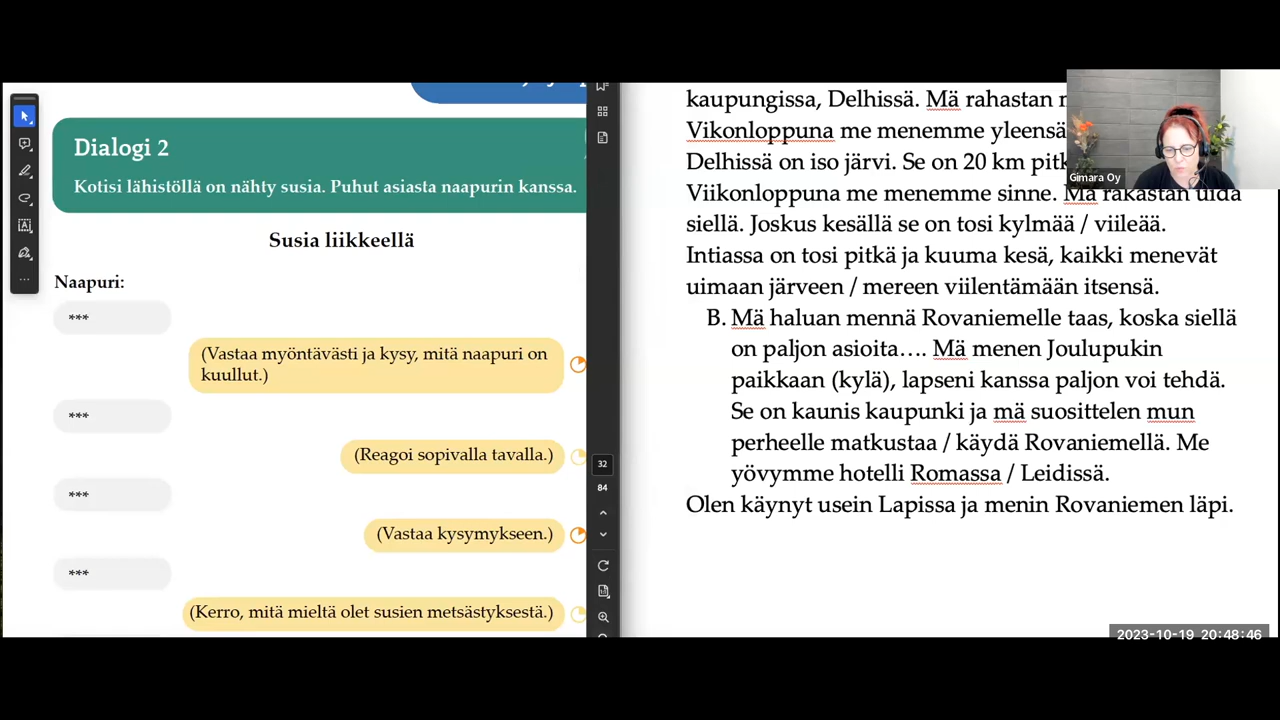 Dialogi 2
Kotisi lähistöllä on nähty susia. Puhut asiasta naapurin kanssa.
Susia liikkeellä
Naapuri:
***
(Vastaa myöntävästi ja kysy, mitä naapuri on
kuullut.)
***
(Reagoi sopivalla tavalla.)
***
(Vastaa kysymykseen.)
***
(Kerro, mitä mieltä olet susien metsästyksestä.)
32
84
kaupungissa, Delhissä. Mä rahastan
Vikonloppuna me menemme yleensä
Delhissä on iso järvi. Se on 20 km
Viikonloppuna me menemme sinne. Mä rakastan uida
siellä. Joskus kesällä se on tosi kylmää / viileää.
Intiassa on tosi pitkä ja kuuma kesä, kaikki menevät
uimaan järveen / mereen viilentämään itsensä.
B. Mä haluan mennä Rovaniemelle taas, koska siellä
on paljon asioita…. Mä menen Joulupukin
paikkaan (kylä), lapseni kanssa paljon voi tehdä.
Se on kaunis kaupunki ja mä suosittelen mun
perheelle matkustaa / käydä Rovaniemellä. Me
yövymme hotelli Romassa / Leidissä.
Olen käynyt usein Lapissa ja menin Rovaniemen läpi.
Gimara Oy
2023-10-19 20:48:46